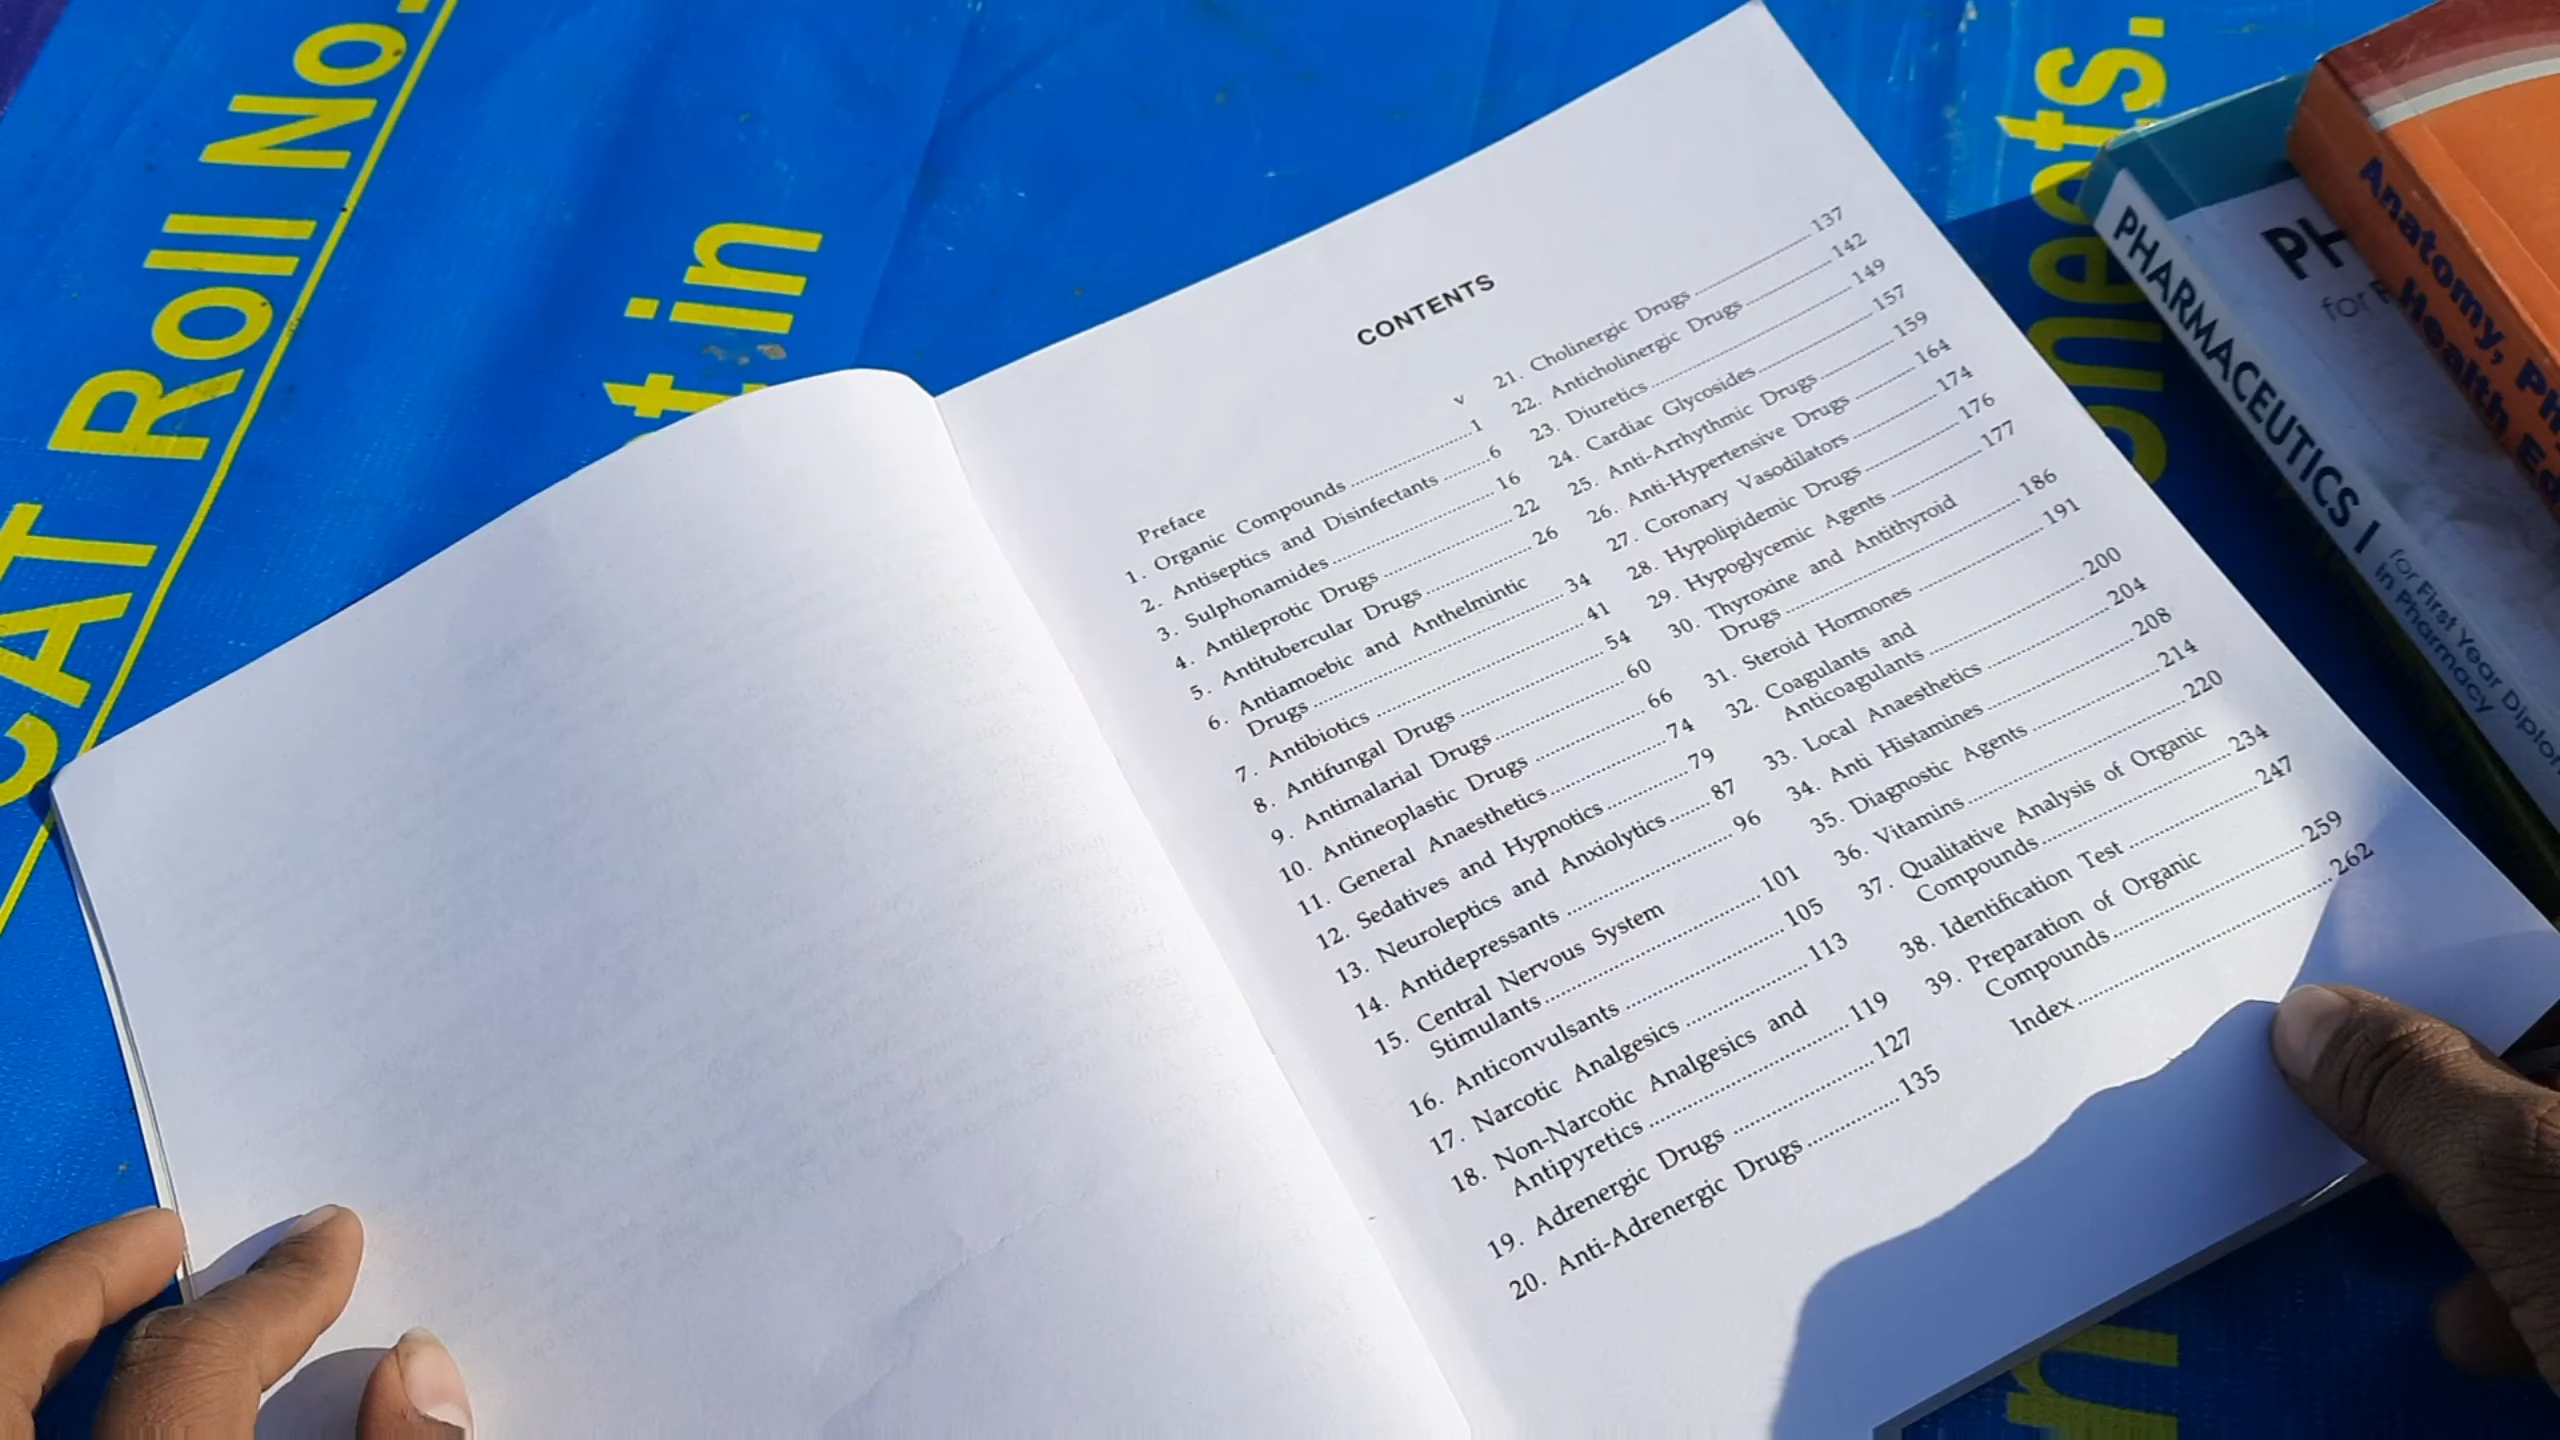 CAT Roll No.
t.in
CONTENTS
Preface v
1. Organic Compounds 1
2. Antiseptics and Disinfectants 6
3. Sulphonamides 16
4. Antileprotic Drugs 22
5. Antitubercular Drugs 26
6. Antiamoebic and Anthelmintic
Drugs 34
7. Antibiotics 41
8. Antifungal Drugs 54
9. Antimalarial Drugs 60
10. Antineoplastic Drugs 66
11. General Anaesthetics 74
12. Sedatives and Hypnotics 79
13. Neuroleptics and Anxiolytics 87
14. Antidepressants 96
15. Central Nervous System
Stimulants 101
16. Anticonvulsants 105
17. Narcotic Analgesics 113
18. Non-Narcotic Analgesics and
Antipyretics 119
19. Adrenergic Drugs 127
20. Anti-Adrenergic Drugs 135
21. Cholinergic Drugs 137
22. Anticholinergic Drugs 142
23. Diuretics 149
24. Cardiac Glycosides 157
25. Anti-Arrhythmic Drugs 159
26. Anti-Hypertensive Drugs 164
27. Coronary Vasodilators 174
28. Hypolipidemic Drugs 176
29. Hypoglycemic Agents 177
30. Thyroxine and Antithyroid
Drugs 186
31. Steroid Hormones 191
32. Coagulants and
Anticoagulants 200
33. Local Anaesthetics 204
34. Anti Histamines 208
35. Diagnostic Agents 214
36. Vitamins 220
37. Qualitative Analysis of Organic
Compounds 234
38. Identification Test 247
39. Preparation of Organic
Compounds 259
Index 262
PHARMACEUTICS I
for First Year Diplom
in Pharmacy
PH
for
Anatomy, Ph
Health Ed